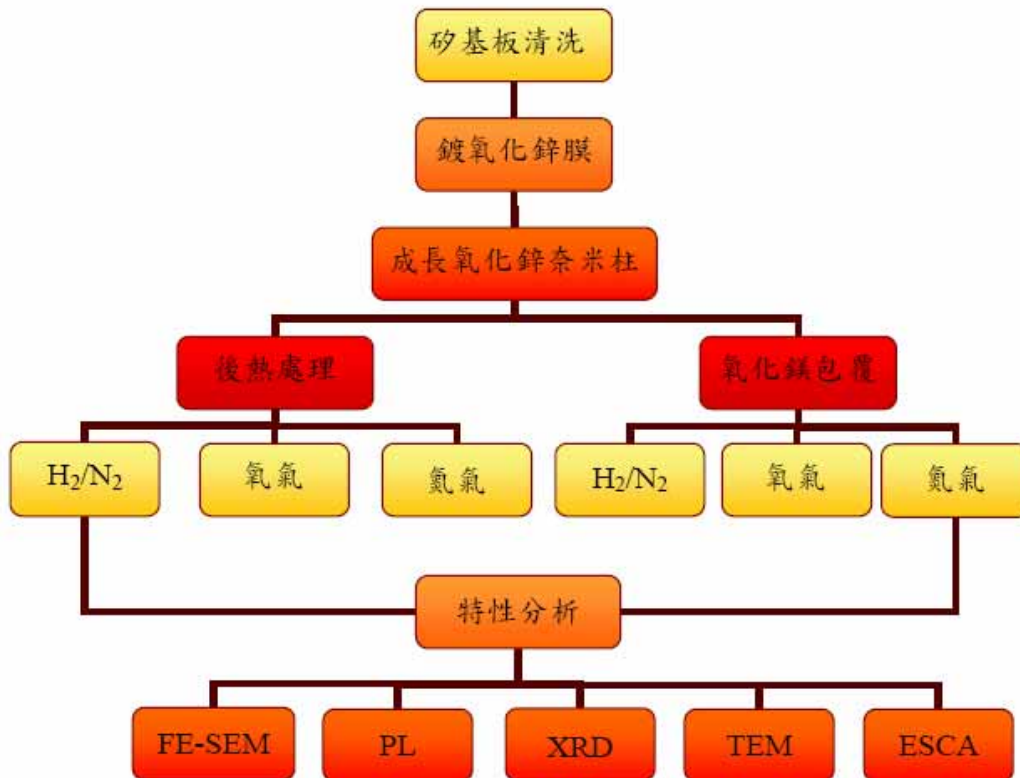 矽基板清洗
鍍氧化鋅膜
成長氧化鋅奈米柱
後熱處理
氧化鎂包覆
H₂/N₂
氧氣
氮氣
H₂/N₂
氧氣
氮氣
特性分析
FE-SEM
PL
XRD
TEM
ESCA